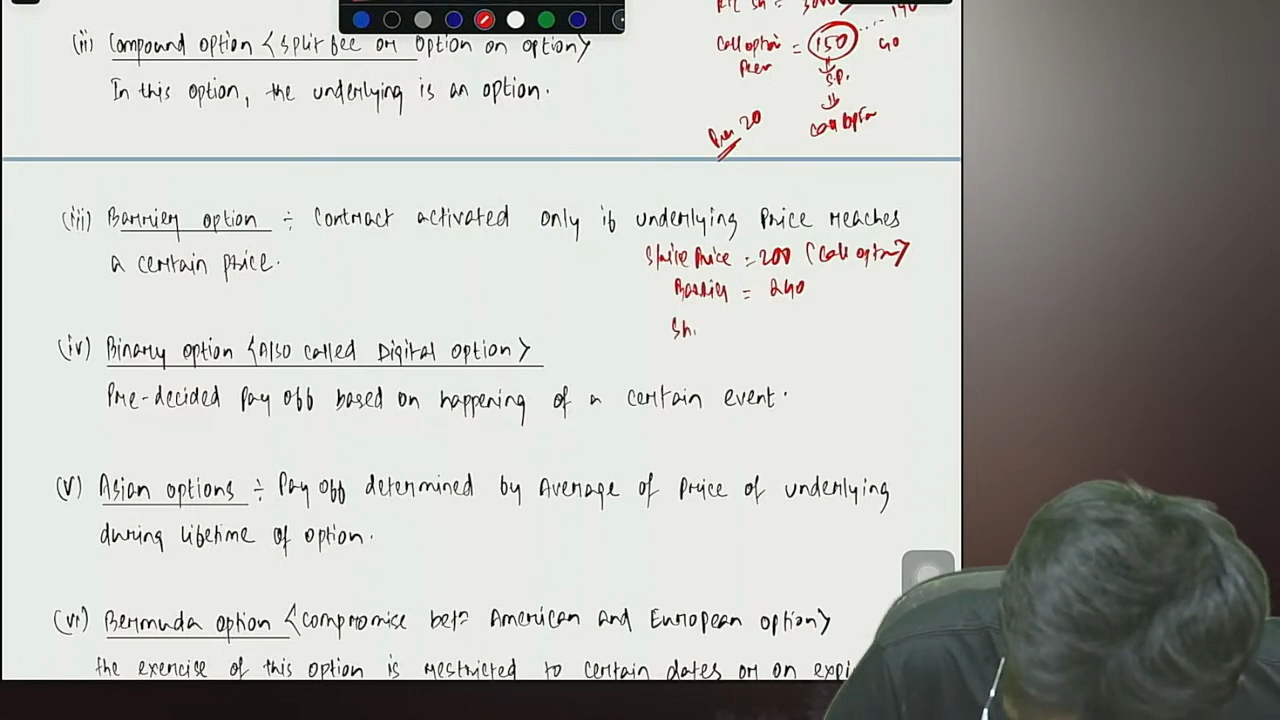 (ii) Compound option <split fee or option on option>
In this option, the underlying is an option.
Call option = 150
90
S.P.
Call Option
20
(iii) Barrier option ÷ Contract activated only if underlying Price reaches
a certain price.
Strike Price = 200 (Call option>
Barrier = 240
Sh.
(iv) Binary option <Also called Digital option>
Pre-decided Pay off based on happening of a certain event.
(v) Asian options ÷ Pay off determined by Average of price of underlying
during lifetime of option.
(vi) Bermuda option <compromise betn American and European option>
the exercise of this option is restricted to certain dates or on expi